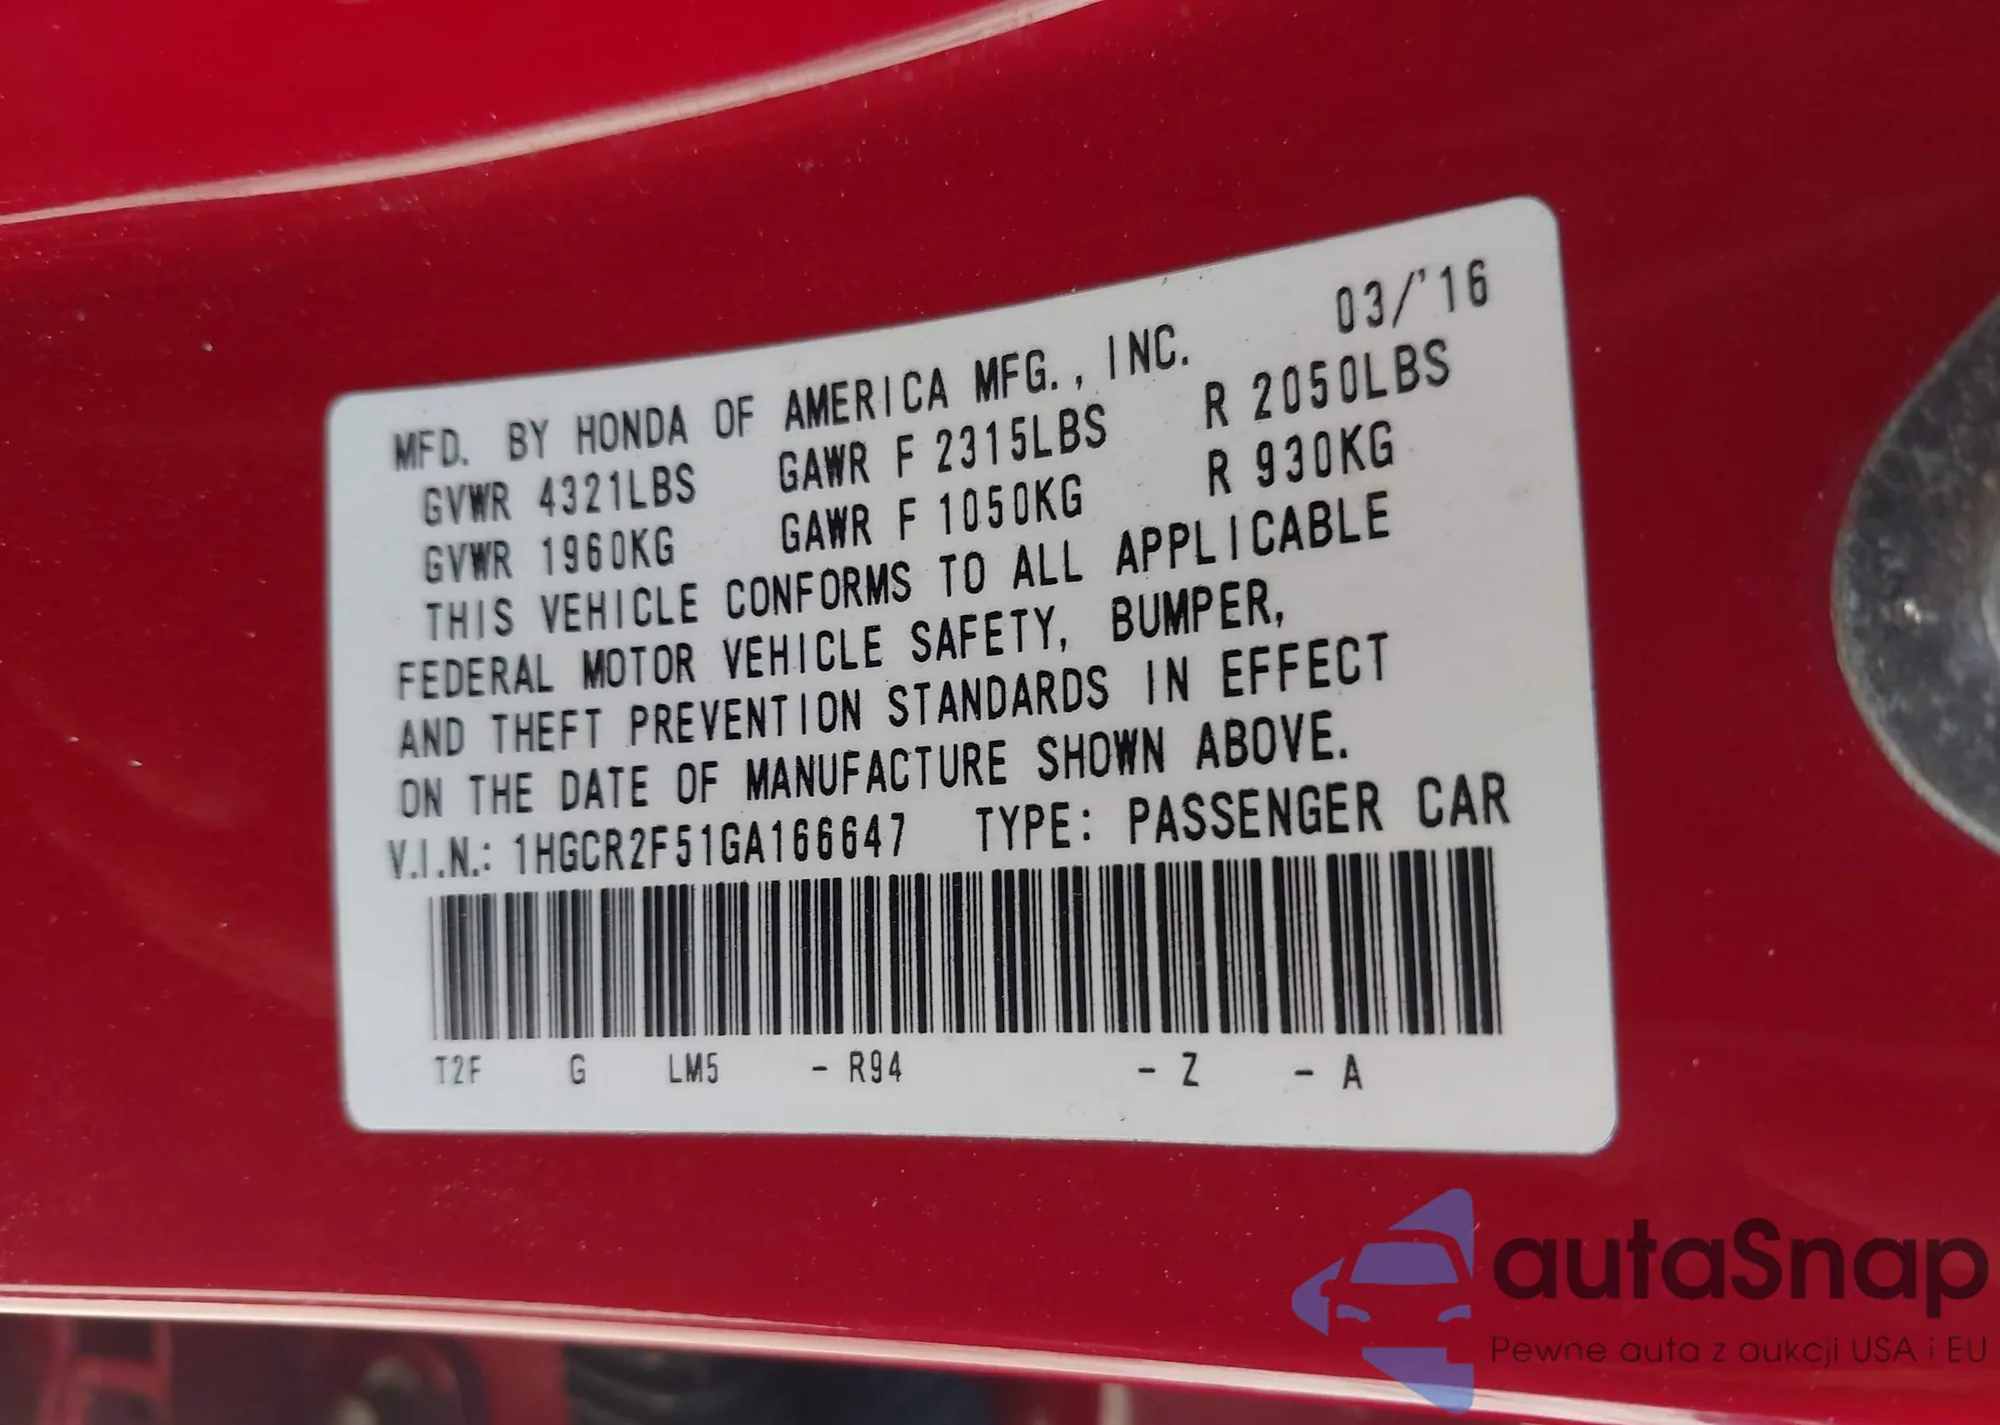 03/'16
MFD. BY HONDA OF AMERICA MFG., INC.
GVWR 4321LBS GAWR F 2315LBS R 2050LBS
GVWR 1960KG GAWR F 1050KG R 930KG
THIS VEHICLE CONFORMS TO ALL APPLICABLE
FEDERAL MOTOR VEHICLE SAFETY, BUMPER,
AND THEFT PREVENTION STANDARDS IN EFFECT
ON THE DATE OF MANUFACTURE SHOWN ABOVE.
V.I.N.: 1HGCR2F51GA166647 TYPE: PASSENGER CAR
T2F G LM5 - R94 - Z - A
autaSnap
Pewne auta z aukcji USA i EU